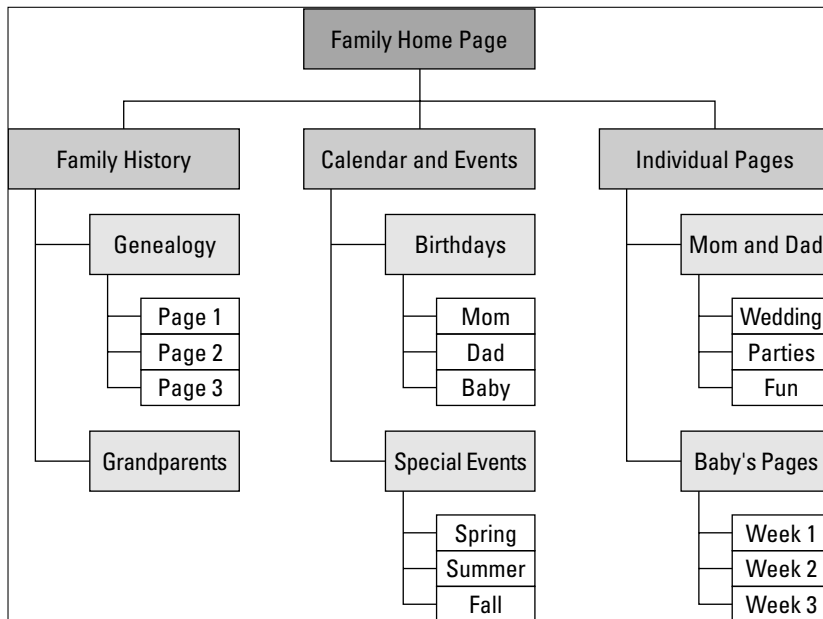 Family Home Page
Family History
Calendar and Events
Individual Pages
Genealogy
Birthdays
Mom and Dad
Page 1
Mom
Wedding
Page 2
Dad
Parties
Page 3
Baby
Fun
Grandparents
Special Events
Baby's Pages
Spring
Week 1
Summer
Week 2
Fall
Week 3